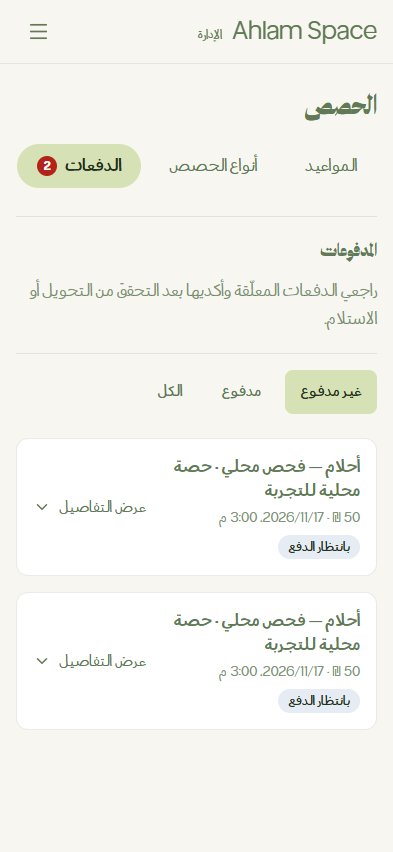 Ahlam Space الإدارة
الحصص
المواعيد
أنواع الحصص
الدفعات 2
المدفوعات
راجعي الدفعات المعلّقة وأكديها بعد التحقق من التحويل أو
الاستلام.
غير مدفوع
مدفوع
الكل
أحلام — فحص محلي · حصة
محلية للتجربة
50 ₪ · 2026/11/17، 3:00 م
بانتظار الدفع
عرض التفاصيل
أحلام — فحص محلي · حصة
محلية للتجربة
50 ₪ · 2026/11/17، 3:00 م
بانتظار الدفع
عرض التفاصيل